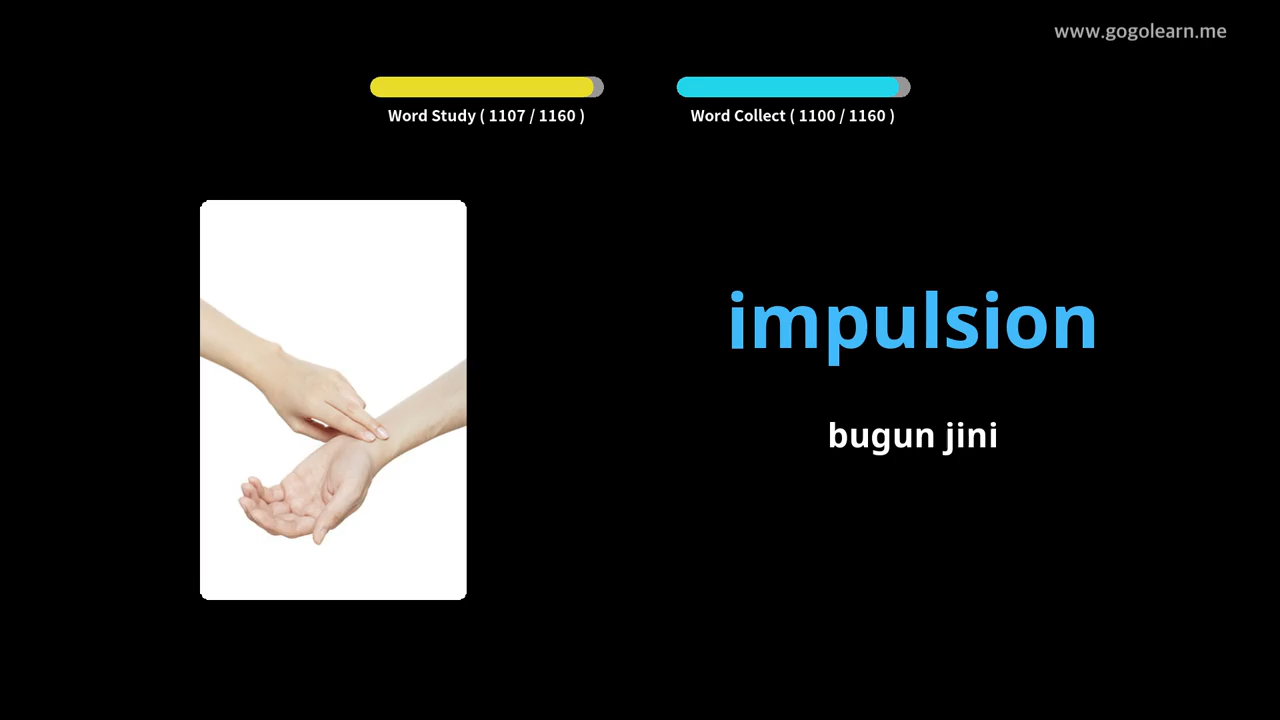 www.gogolearn.me
Word Study ( 1107 / 1160 )
Word Collect ( 1100 / 1160 )
impulsion
bugun jini